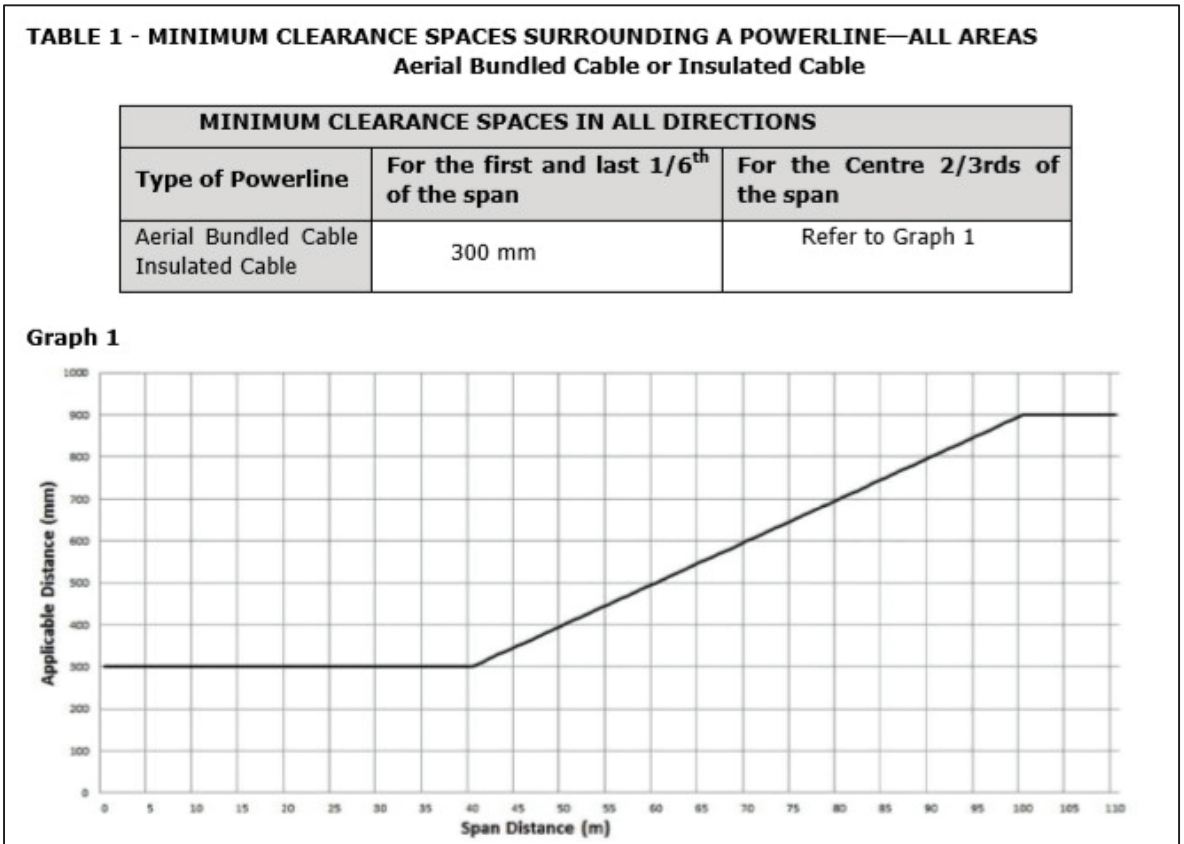 TABLE 1 - MINIMUM CLEARANCE SPACES SURROUNDING A POWERLINE—ALL AREAS
Aerial Bundled Cable or Insulated Cable
MINIMUM CLEARANCE SPACES IN ALL DIRECTIONS
Type of Powerline
For the first and last 1/6th
of the span
For the Centre 2/3rds of
the span
Aerial Bundled Cable
Insulated Cable
300 mm
Refer to Graph 1
Graph 1
1000
900
800
700
600
500
400
300
200
100
0
Applicable Distance (mm)
0 5 10 15 20 25 30 35 40 45 50 55 60 65 70 75 80 85 90 95 100 105 110
Span Distance (m)